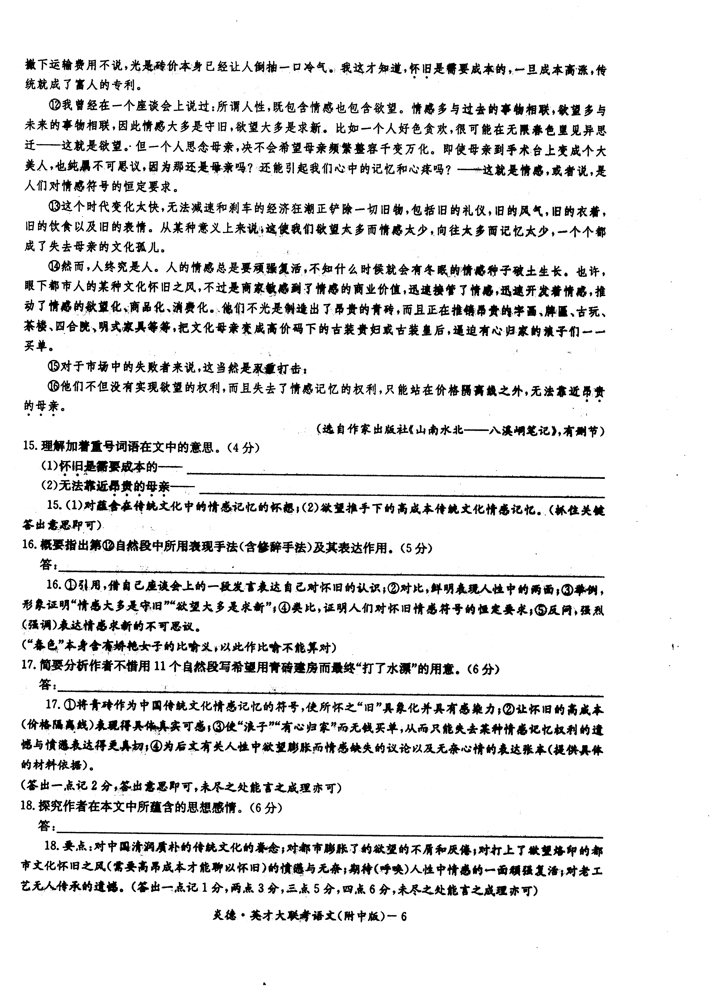 撇下运输费用不说,光是砖价本身已经让人倒抽一口冷气。我这才知道,怀旧是需要成本的,一旦成本高涨,传
统就成了富人的专利。
⑫我曾经在一个座谈会上说过:所谓人性,既包含情感也包含欲望。情感多与过去的事物相联,欲望多与
未来的事物相联,因此情感大多是守旧,欲望大多是求新。比如一个人好色贪欢,很可能在无限春色里见异思
迁——这就是欲望。但一个人思念母亲,决不会希望母亲频繁整容千变万化。即使母亲到手术台上变成个大
美人,也纯属不可思议,因为那还是母亲吗?还能引起我们心中的记忆和心疼吗?——这就是情感,或者说,是
人们对情感符号的恒定要求。
⑬这个时代变化太快,无法减速和刹车的经济狂潮正铲除一切旧物,包括旧的礼仪,旧的风气,旧的衣着,
旧的饮食以及旧的表情。从某种意义上来说,这使我们欲望太多而情感太少,向往太多而记忆太少,一个个都
成了失去母亲的文化孤儿。
⑭然而,人终究是人。人的情感总是要顽强复活,不知什么时候就会有冬眠的情感种子破土生长。也许,
眼下都市人的某种文化怀旧之风,不过是商家敏感到了情感的商业价值,迅速接管了情感,迅速开发着情感,推
动了情感的欲望化、商品化、消费化。他们不光是制造出了昂贵的青砖,而且正在推销昂贵的字画、牌匾、古玩、
茶楼、四合院、明式家具等等,把文化母亲变成高价码下的古装贵妇或古装皇后,逼迫有心归家的浪子们一一
买单。
⑮对于市场中的失败者来说,这当然是双重打击:
⑯他们不但没有实现欲望的权利,而且失去了情感记忆的权利,只能站在价格隔离线之外,无法靠近昂贵
的母亲。
(选自作家出版社《山南水北——八溪峒笔记》,有删节)
15. 理解加着重号词语在文中的意思。(4 分)
(1)怀旧是需要成本的——
(2)无法靠近昂贵的母亲——
15. (1)对蕴含在传统文化中的情感记忆的怀想;(2)欲望推手下的高成本传统文化情感记忆。(抓住关键
答出意思即可)
16. 概要指出第⑫自然段中所用表现手法(含修辞手法)及其表达作用。(5 分)
答:
16. ①引用,借自己座谈会上的一段发言表达自己对怀旧的认识;②对比,鲜明表现人性中的两面;③举例,
形象证明“情感大多是守旧”“欲望大多是求新”;④类比,证明人们对怀旧情感符号的恒定要求;⑤反问,强烈
(强调)表达情感求新的不可思议。
(“春色”本身含有娇艳女子的比喻义,以此作比喻不能算对)
17. 简要分析作者不惜用 11 个自然段写希望用青砖建房而最终“打了水漂”的用意。(6 分)
答:
17. ①将青砖作为中国传统文化情感记忆的符号,使所怀之“旧”具象化并具有感染力;②让怀旧的高成本
(价格隔离线)表现得具体真实可感;③使“浪子”“有心归家”而无钱买单,从而只能失去某种情感记忆权利的遗
憾与愤懑表达得更真切;④为后文有关人性中欲望膨胀而情感缺失的议论以及无奈心情的表达张本(提供具体
的材料依据)。
(答出一点记 2 分,答出意思即可,未尽之处能言之成理亦可)
18. 探究作者在本文中所蕴含的思想感情。(6 分)
答:
18. 要点:对中国清润质朴的传统文化的眷念;对都市膨胀了的欲望的不屑和厌倦;对打上了欲望烙印的都
市文化怀旧之风(需要高昂成本才能聊以怀旧)的愤懑与无奈;期待(呼唤)人性中情感的一面顽强复活;对老工
艺无人传承的遗憾。(答出一点记 1 分,两点 3 分,三点 5 分,四点 6 分,未尽之处能言之成理亦可)
炎德·英才大联考语文(附中版)— 6